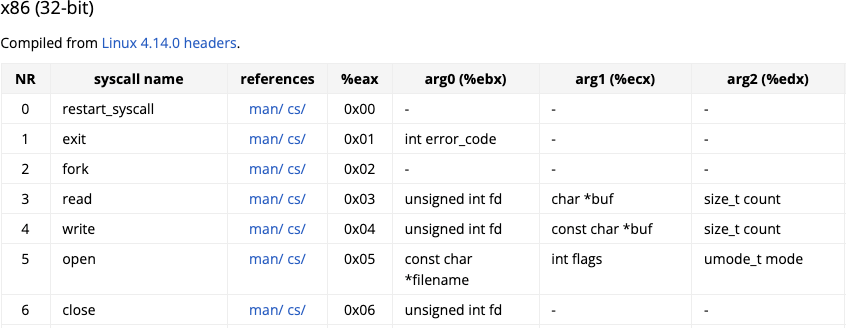 x86 (32-bit)
Compiled from Linux 4.14.0 headers.
NR syscall name references %eax arg0 (%ebx) arg1 (%ecx) arg2 (%edx)
0 restart_syscall man/ cs/ 0x00 - - -
1 exit man/ cs/ 0x01 int error_code - -
2 fork man/ cs/ 0x02 - - -
3 read man/ cs/ 0x03 unsigned int fd char *buf size_t count
4 write man/ cs/ 0x04 unsigned int fd const char *buf size_t count
5 open man/ cs/ 0x05 const char int flags umode_t mode
*filename
6 close man/ cs/ 0x06 unsigned int fd - -